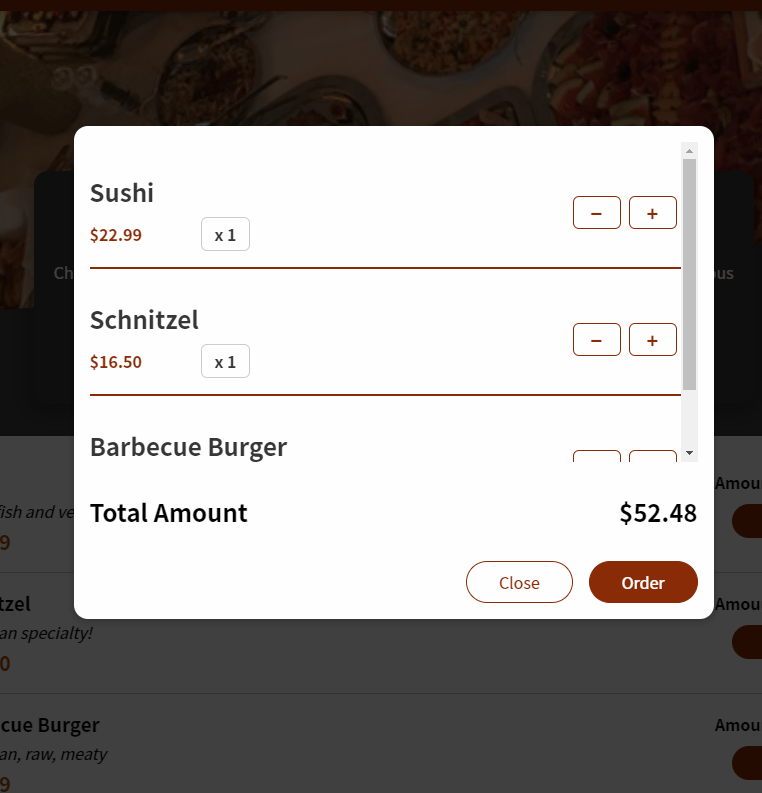 Sushi
$22.99 x 1 − +
Schnitzel
$16.50 x 1 − +
Barbecue Burger
Total Amount $52.48
Close Order
Ch
ous
fish and ve
Amou
9
tzel
Amou
an specialty!
0
cue Burger
Amou
an, raw, meaty
9